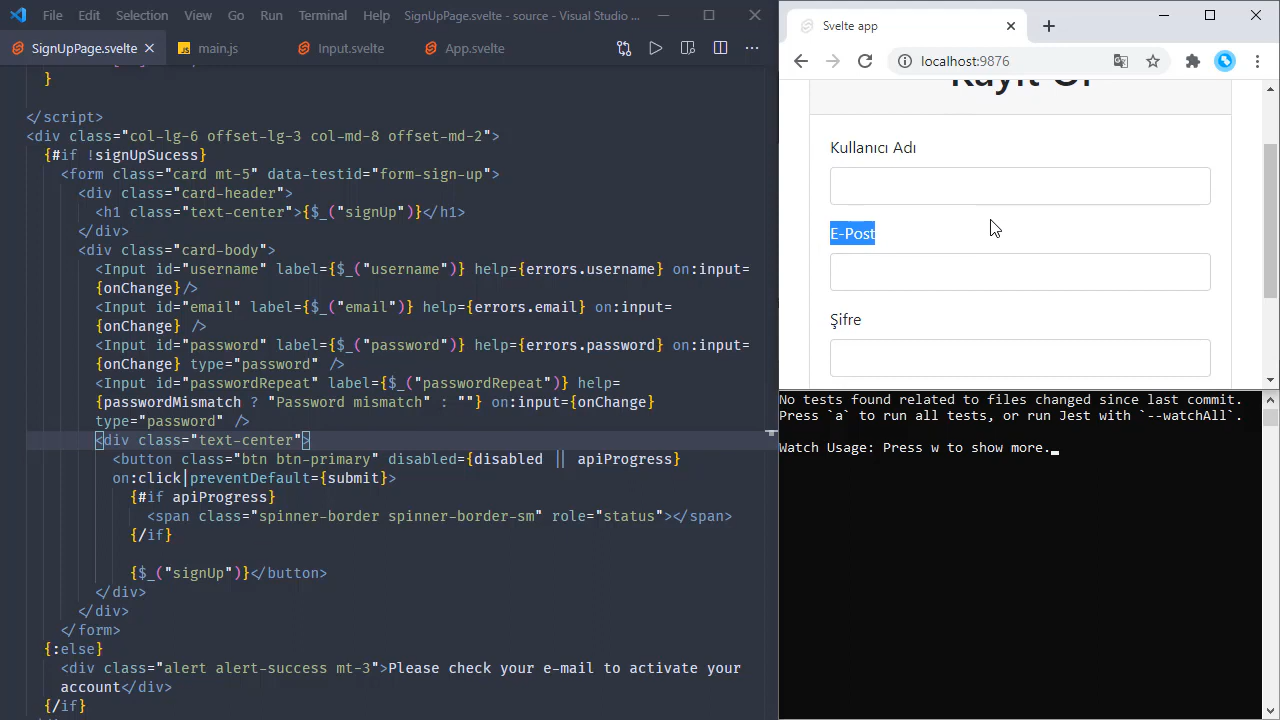 File Edit Selection View Go Run Terminal Help SignUpPage.svelte - source - Visual Studio ...
SignUpPage.svelte main.js Input.svelte App.svelte
}
</script>
<div class="col-lg-6 offset-lg-3 col-md-8 offset-md-2">
{#if !signUpSucess}
<form class="card mt-5" data-testid="form-sign-up">
<div class="card-header">
<h1 class="text-center">{$_("signUp")}</h1>
</div>
<div class="card-body">
<Input id="username" label={$_("username")} help={errors.username} on:input=
{onChange}/>
<Input id="email" label={$_("email")} help={errors.email} on:input=
{onChange} />
<Input id="password" label={$_("password")} help={errors.password} on:input=
{onChange} type="password" />
<Input id="passwordRepeat" label={$_("passwordRepeat")} help=
{passwordMismatch ? "Password mismatch" : ""} on:input={onChange}
type="password" />
<div class="text-center">
<button class="btn btn-primary" disabled={disabled || apiProgress}
on:click|preventDefault={submit}>
{#if apiProgress}
<span class="spinner-border spinner-border-sm" role="status"></span>
{/if}
{$_("signUp")}</button>
</div>
</div>
</form>
{:else}
<div class="alert alert-success mt-3">Please check your e-mail to activate your
account</div>
{/if}
Svelte app
localhost:9876
Kayıt Ol
Kullanıcı Adı
E-Post
Şifre
No tests found related to files changed since last commit.
Press `a` to run all tests, or run Jest with `--watchAll`.
Watch Usage: Press w to show more.